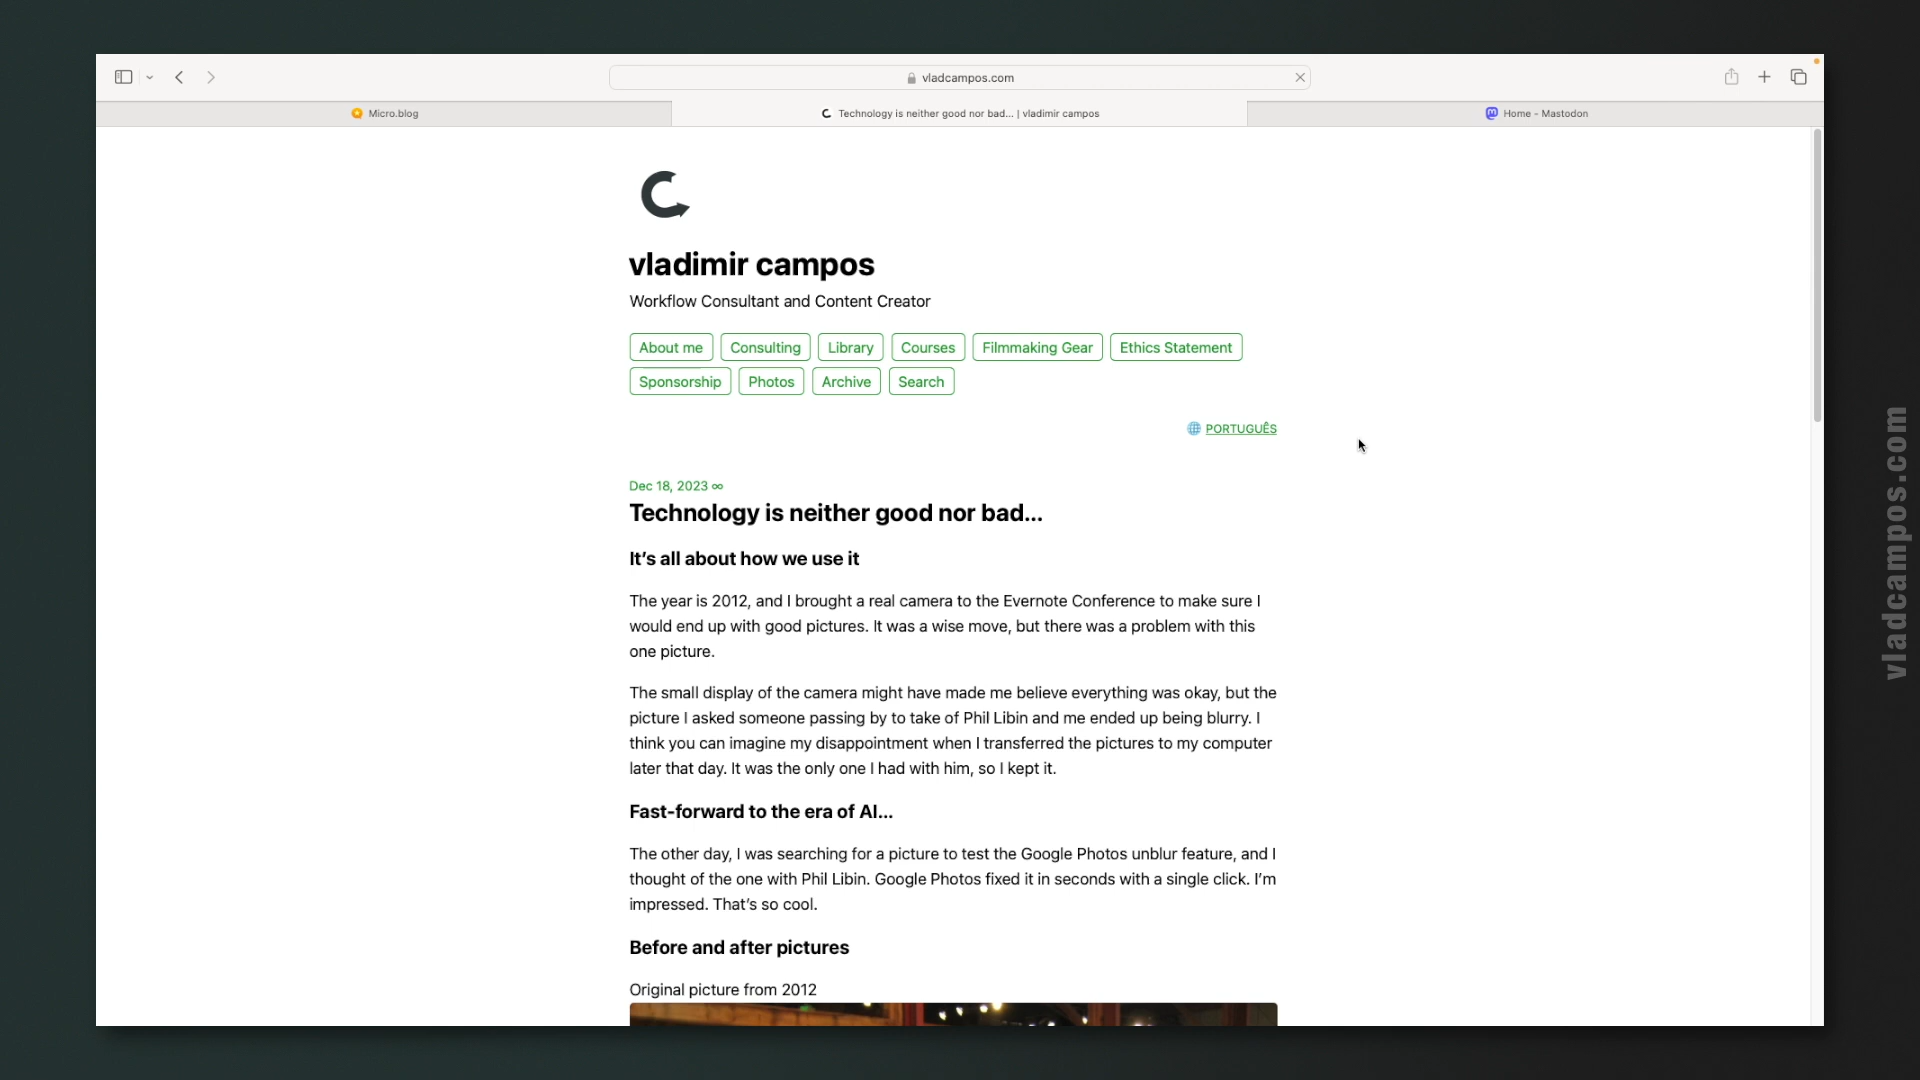 vladcampos.com
Micro.blog
Technology is neither good nor bad... | vladimir campos
Home - Mastodon
vladimir campos
Workflow Consultant and Content Creator
About me
Consulting
Library
Courses
Filmmaking Gear
Ethics Statement
Sponsorship
Photos
Archive
Search
PORTUGUÊS
Dec 18, 2023 ∞
Technology is neither good nor bad...
It’s all about how we use it
The year is 2012, and I brought a real camera to the Evernote Conference to make sure I
would end up with good pictures. It was a wise move, but there was a problem with this
one picture.
The small display of the camera might have made me believe everything was okay, but the
picture I asked someone passing by to take of Phil Libin and me ended up being blurry. I
think you can imagine my disappointment when I transferred the pictures to my computer
later that day. It was the only one I had with him, so I kept it.
Fast-forward to the era of AI...
The other day, I was searching for a picture to test the Google Photos unblur feature, and I
thought of the one with Phil Libin. Google Photos fixed it in seconds with a single click. I’m
impressed. That’s so cool.
Before and after pictures
Original picture from 2012
vladcampos.com